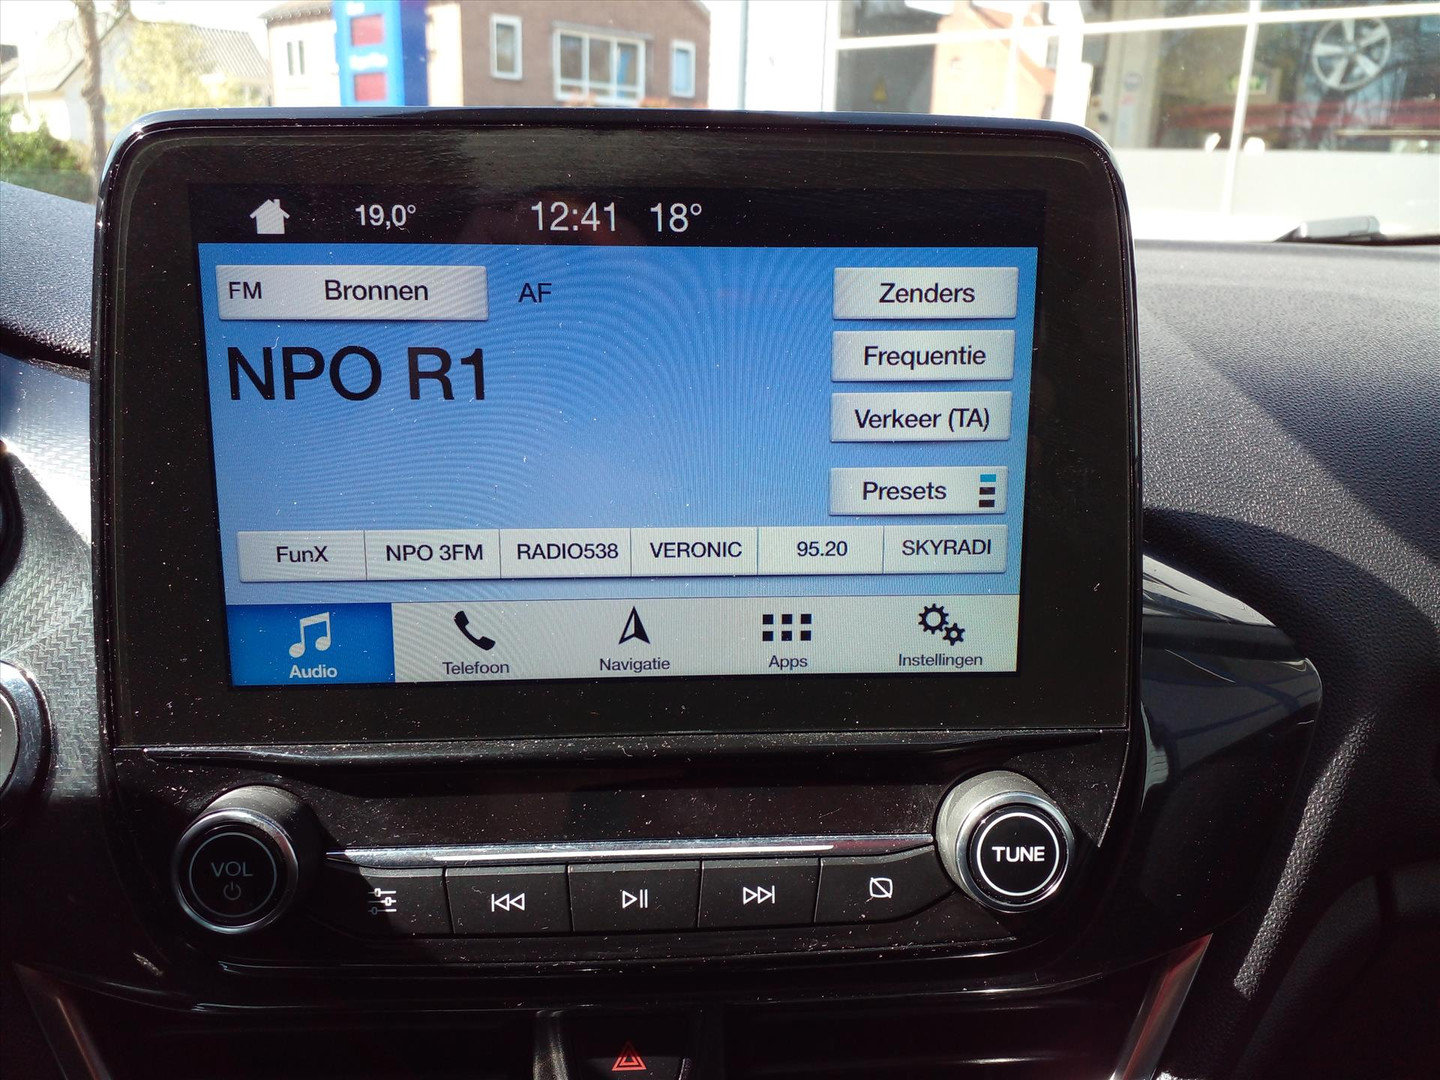 19,0° 12:41 18°
FM Bronnen AF Zenders
NPO R1
Frequentie
Verkeer (TA)
Presets
FunX NPO 3FM RADIO538 VERONIC 95.20 SKYRADI
Audio Telefoon Navigatie Apps Instellingen
VOL
TUNE